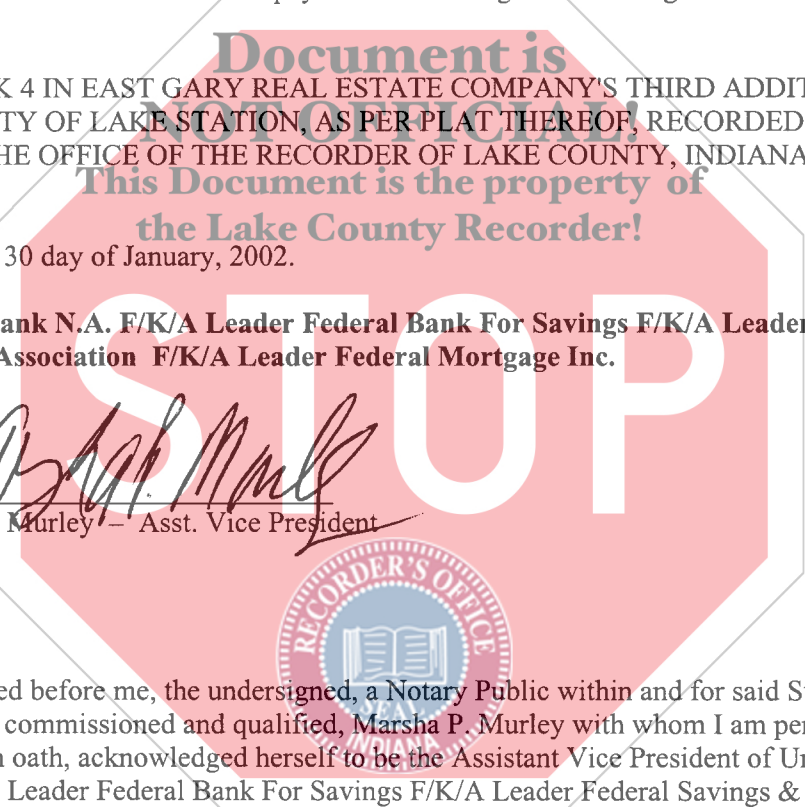 Document is
K 4 IN EAST GARY REAL ESTATE COMPANY'S THIRD ADDIT
NOT OFFICIAL!
TY OF LAKE STATION, AS PER PLAT THEREOF, RECORDED
HE OFFICE OF THE RECORDER OF LAKE COUNTY, INDIANA
This Document is the property of
the Lake County Recorder!
30 day of January, 2002.
STOP
ank N.A. F/K/A Leader Federal Bank For Savings F/K/A Leader
Association F/K/A Leader Federal Mortgage Inc.
Murley – Asst. Vice President
RECORDER'S OFFICE
SEAL
INDIANA
ed before me, the undersigned, a Notary Public within and for said S
commissioned and qualified, Marsha P. Murley with whom I am per
n oath, acknowledged herself to be the Assistant Vice President of Un
Leader Federal Bank For Savings F/K/A Leader Federal Savings &